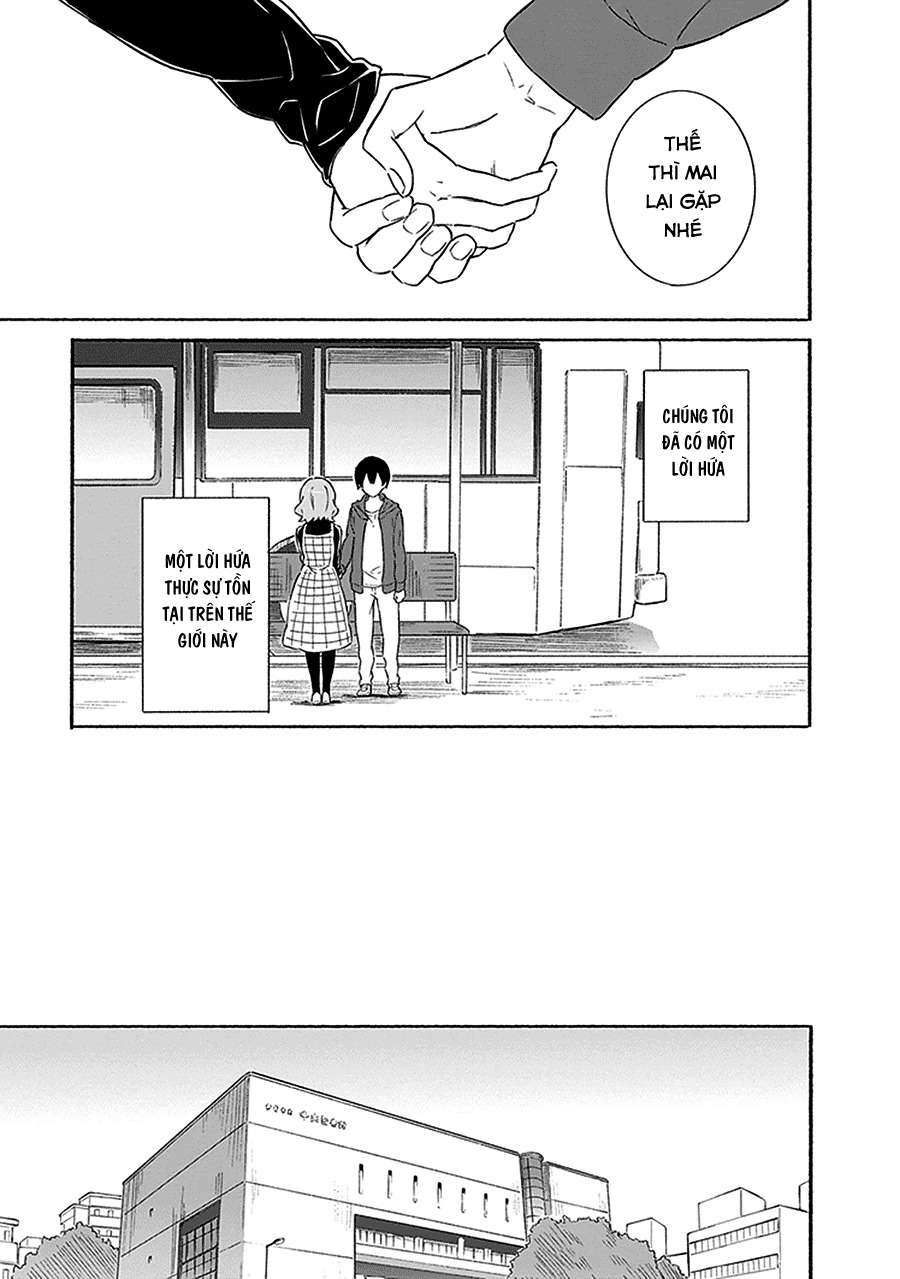 THẾ
THÌ MAI
LẠI GẶP
NHÉ
CHÚNG TÔI
ĐÃ CÓ MỘT
LỜI HỨA
MỘT LỜI HỨA
THỰC SỰ TỒN
TẠI TRÊN THẾ
GIỚI NÀY